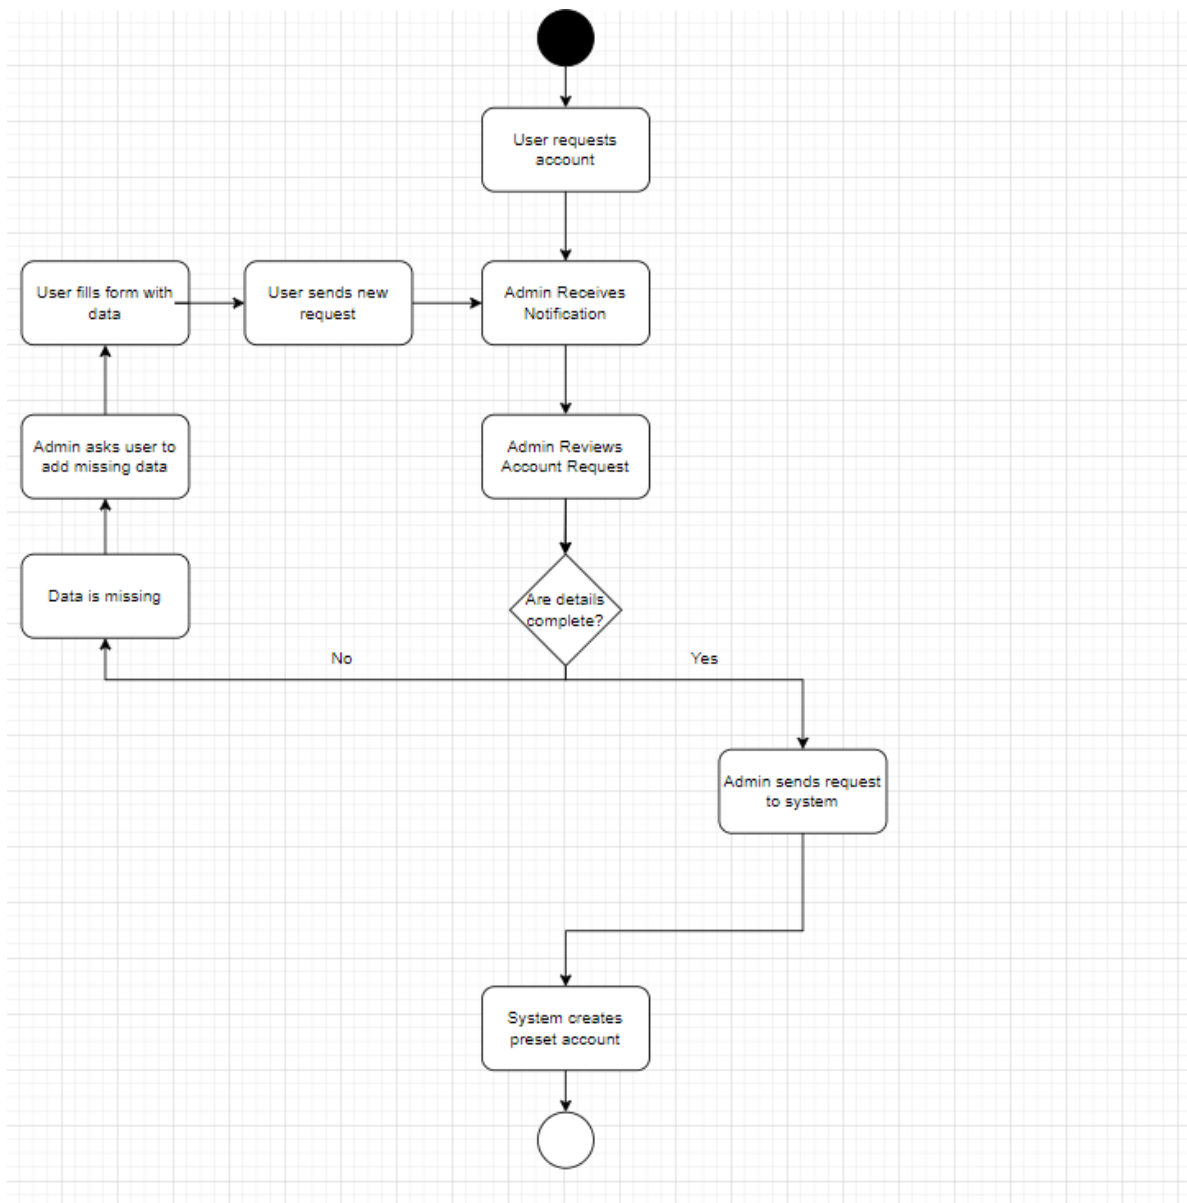 User requests
account
User fills form with
data
User sends new
request
Admin Receives
Notification
Admin asks user to
add missing data
Admin Reviews
Account Request
Data is missing
Are details
complete?
No
Yes
Admin sends request
to system
System creates
preset account